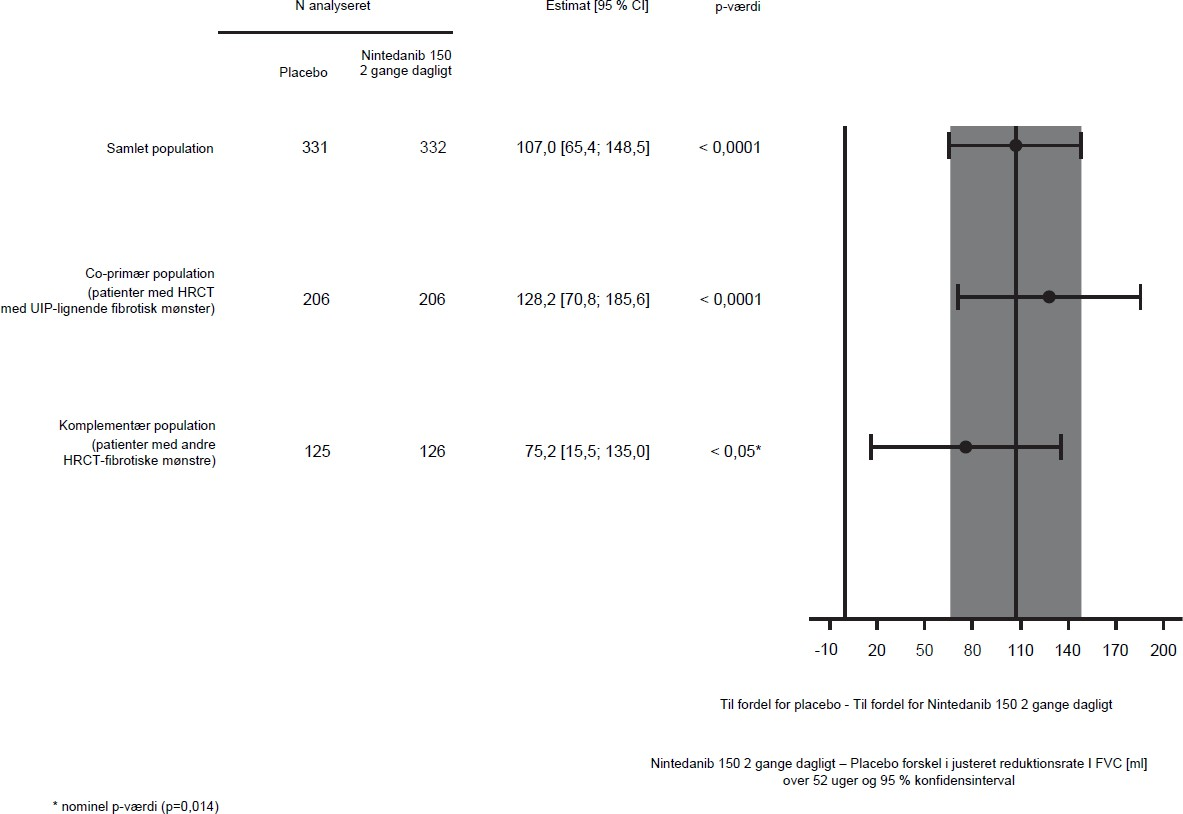 N analyseret Estimat [95 % CI] p-værdi
Placebo Nintedanib 150
2 gange dagligt
Samlet population 331 332 107,0 [65,4; 148,5] < 0,0001
Co-primær population
(patienter med HRCT
med UIP-lignende fibrotisk mønster) 206 206 128,2 [70,8; 185,6] < 0,0001
Komplementær population
(patienter med andre
HRCT-fibrotiske mønstre) 125 126 75,2 [15,5; 135,0] < 0,05*
-10 20 50 80 110 140 170 200
Til fordel for placebo - Til fordel for Nintedanib 150 2 gange dagligt
Nintedanib 150 2 gange dagligt – Placebo forskel i justeret reduktionsrate I FVC [ml]
over 52 uger og 95 % konfidensinterval
* nominel p-værdi (p=0,014)